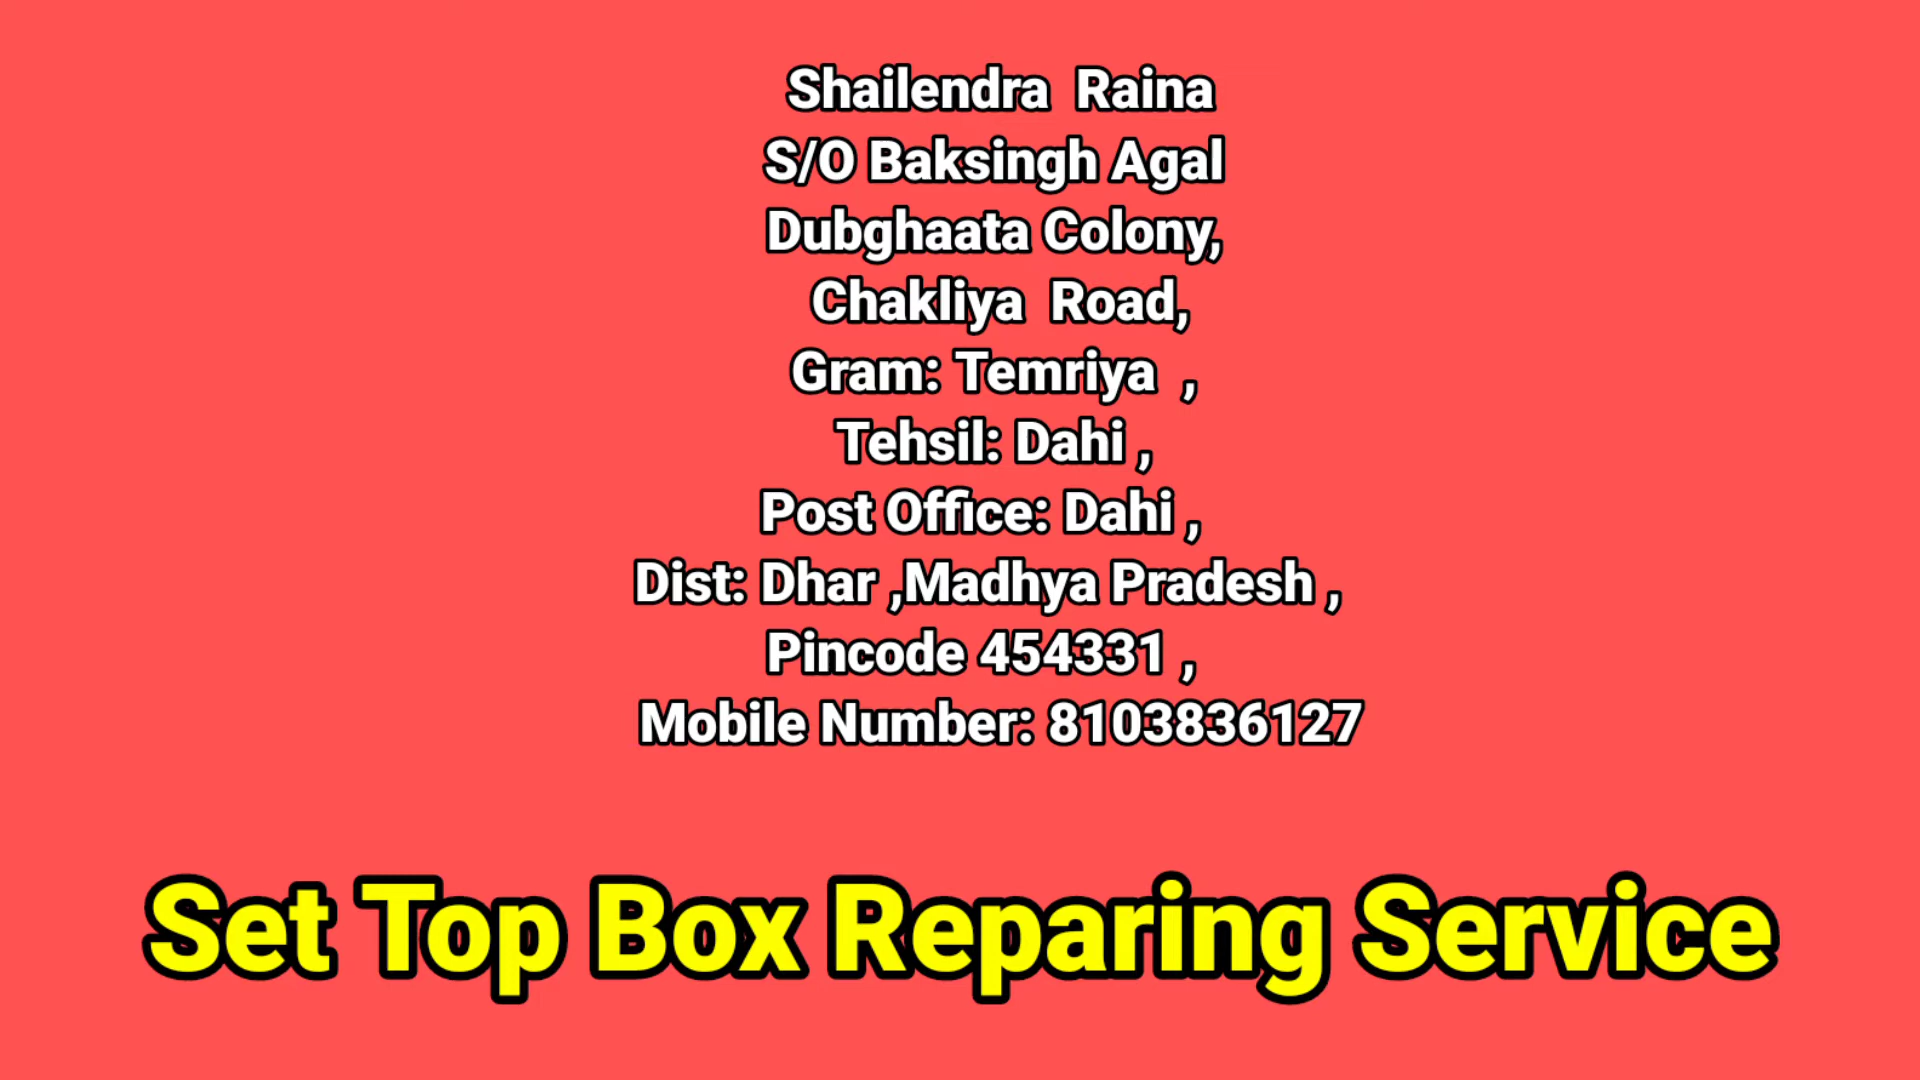 Shailendra  Raina
S/O Baksingh Agal
Dubghaata Colony,
Chakliya  Road,
Gram: Temriya  ,
Tehsil: Dahi ,
Post Office: Dahi ,
Dist: Dhar ,Madhya Pradesh ,
Pincode 454331 ,
Mobile Number: 8103836127
Set Top Box Reparing Service